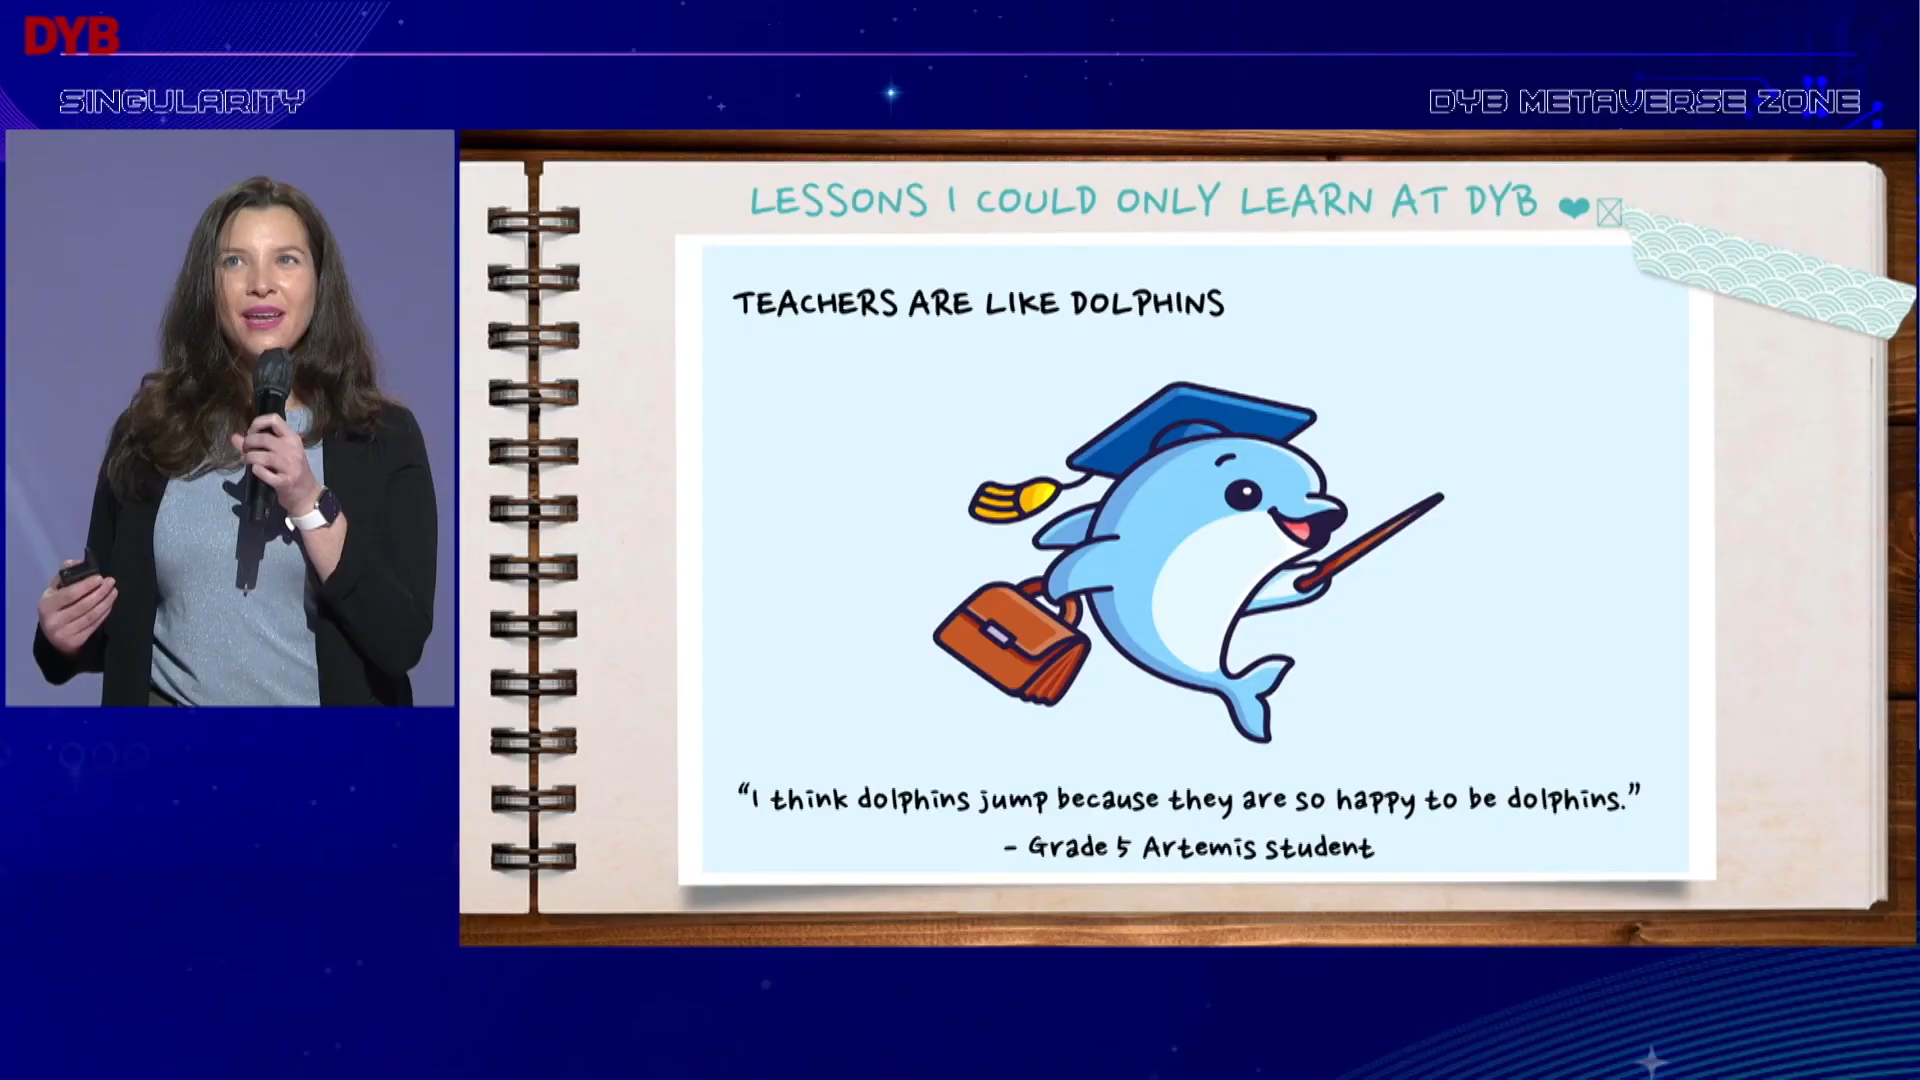 DYB
SINGULARITY
DYB METAVERSE ZONE
LESSONS I COULD ONLY LEARN AT DYB ❤
TEACHERS ARE LIKE DOLPHINS
“I think dolphins jump because they are so happy to be dolphins.”
- Grade 5 Artemis student